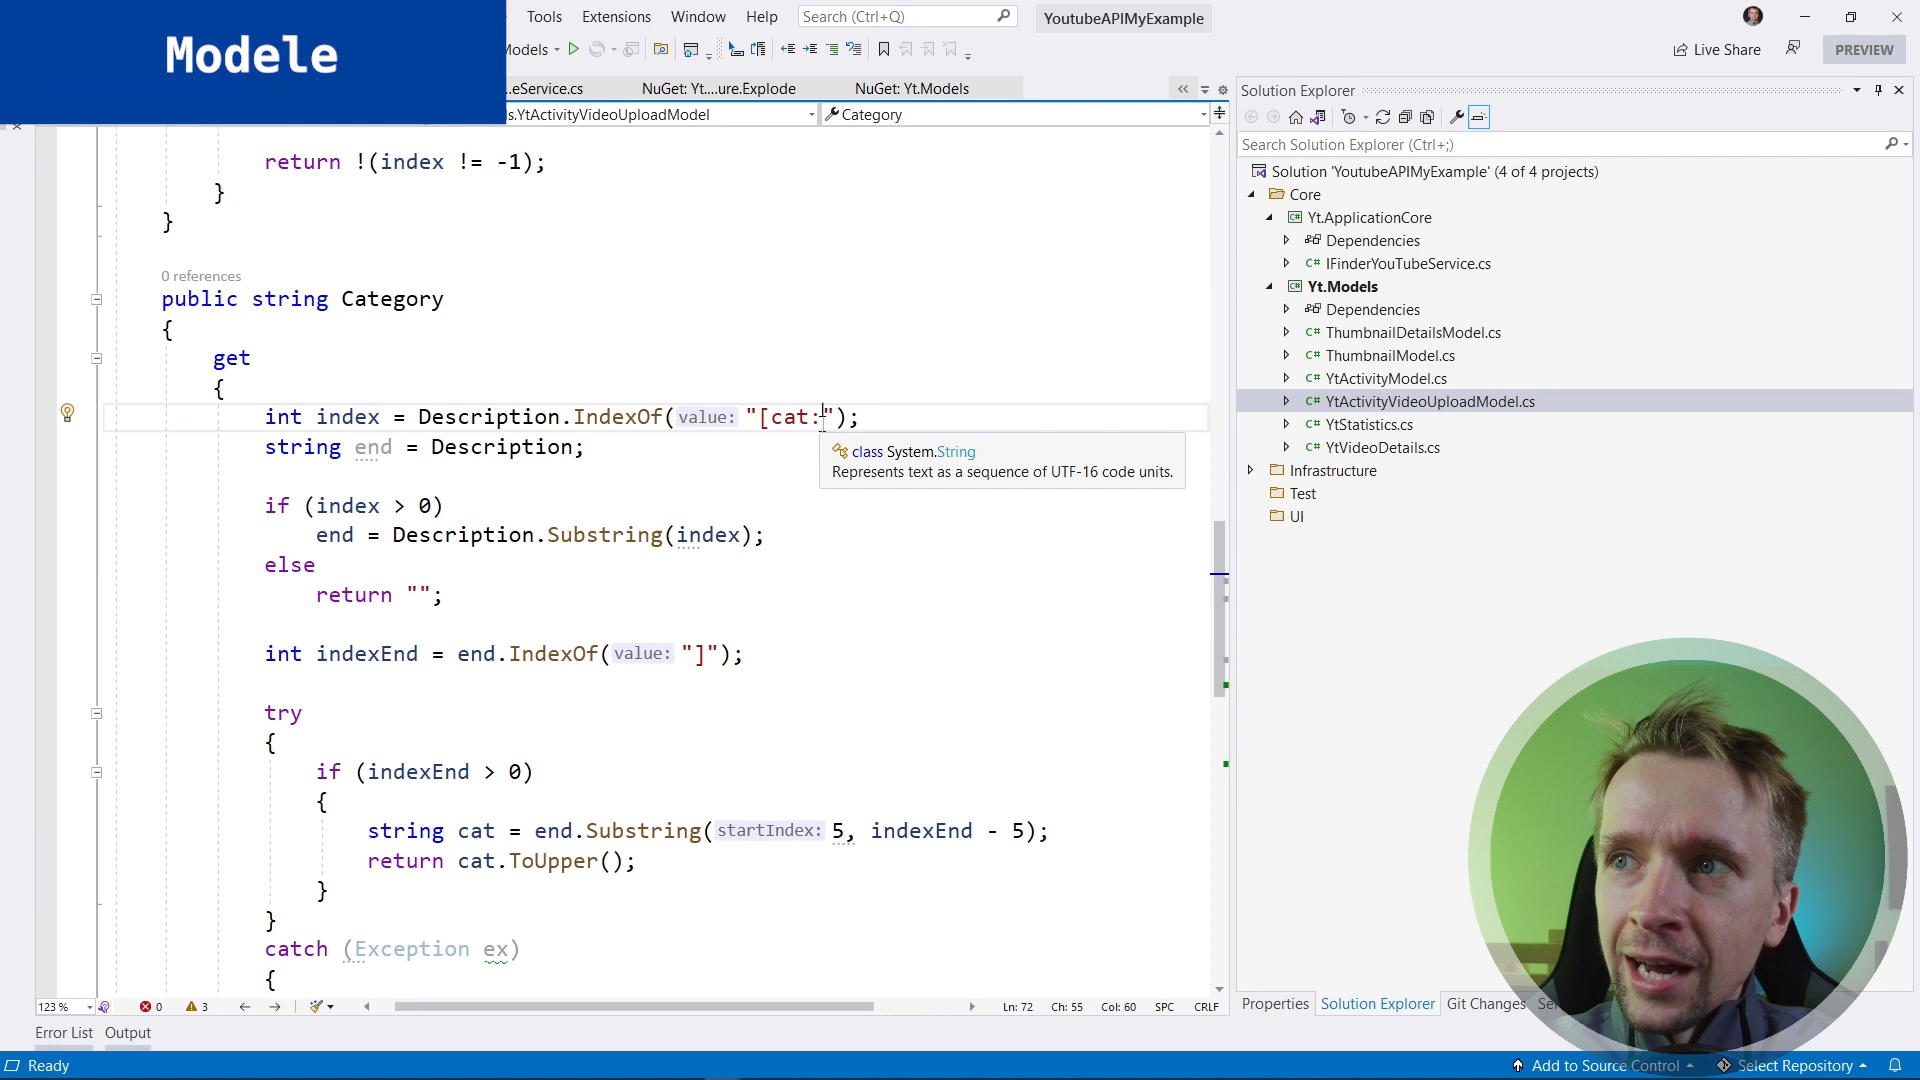 Modele
Tools Extensions Window Help Search (Ctrl+Q) YoutubeAPIMyExample
Models Live Share PREVIEW
..eService.cs NuGet: Yt....ure.Explode NuGet: Yt.Models
s.YtActivityVideoUploadModel Category
return !(index != -1);
}
}
0 references
public string Category
{
get
{
int index = Description.IndexOf(value: "[cat:");
string end = Description;
class System.String
Represents text as a sequence of UTF-16 code units.
if (index > 0)
end = Description.Substring(index);
else
return "";
int indexEnd = end.IndexOf(value: "]");
try
{
if (indexEnd > 0)
{
string cat = end.Substring(startIndex: 5, indexEnd - 5);
return cat.ToUpper();
}
}
catch (Exception ex)
{
123 % 0 3 Ln: 72 Ch: 55 Col: 60 SPC CRLF
Error List Output
Ready Add to Source Control Select Repository
Solution Explorer
Search Solution Explorer (Ctrl+;)
Solution 'YoutubeAPIMyExample' (4 of 4 projects)
Core
C# Yt.ApplicationCore
Dependencies
C# IFinderYouTubeService.cs
C# Yt.Models
Dependencies
C# ThumbnailDetailsModel.cs
C# ThumbnailModel.cs
C# YtActivityModel.cs
C# YtActivityVideoUploadModel.cs
C# YtStatistics.cs
C# YtVideoDetails.cs
Infrastructure
Test
UI
Properties Solution Explorer Git Changes